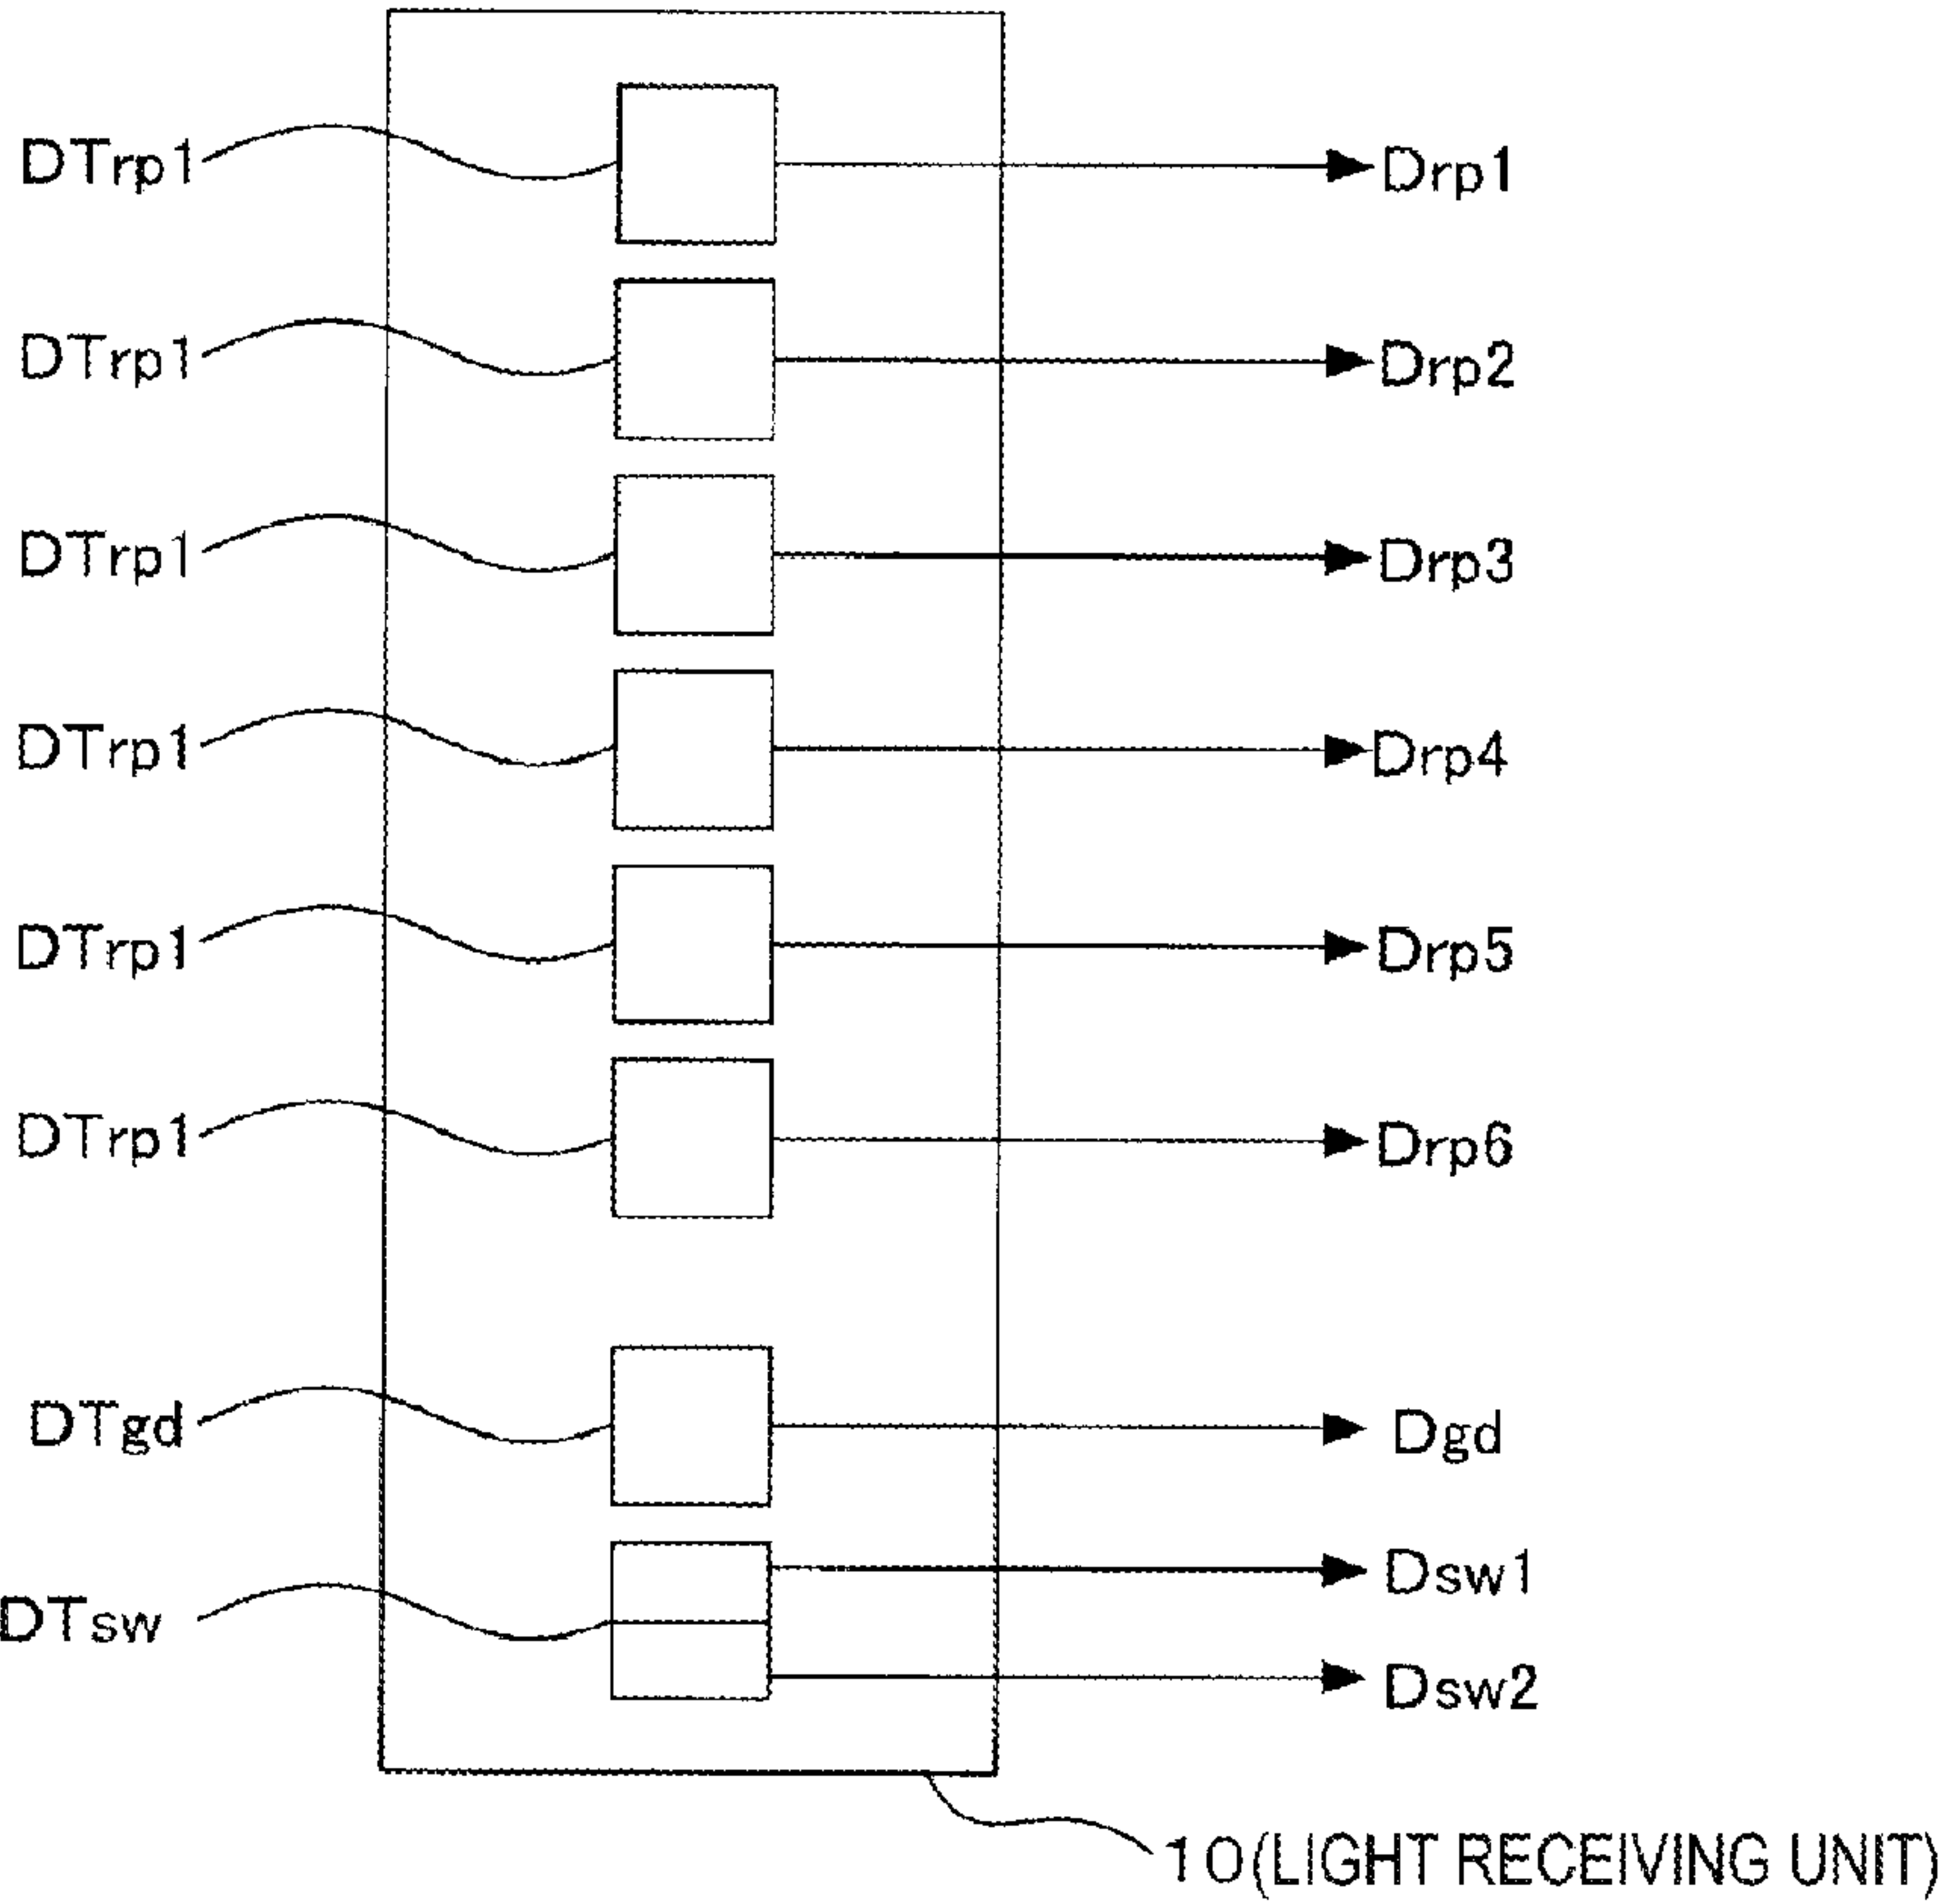 DTrp1 Drp1
DTrp1 Drp2
DTrp1 Drp3
DTrp1 Drp4
DTrp1 Drp5
DTrp1 Drp6
DTgd Dgd
Dsw1
DTsw
Dsw2
10(LIGHT RECEIVING UNIT)